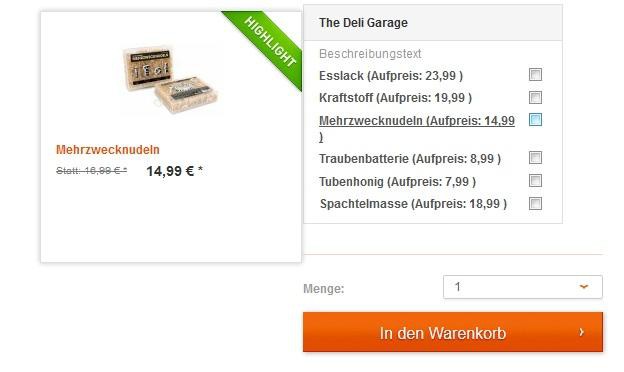 HIGHLIGHT
Mehrzwecknudeln
Statt: 16,99 € *
14,99 € *
The Deli Garage
Beschreibungstext
Esslack (Aufpreis: 23,99 )
Kraftstoff (Aufpreis: 19,99 )
Mehrzwecknudeln (Aufpreis: 14,99
)
Traubenbatterie (Aufpreis: 8,99 )
Tubenhonig (Aufpreis: 7,99 )
Spachtelmasse (Aufpreis: 18,99 )
Menge:
1
In den Warenkorb